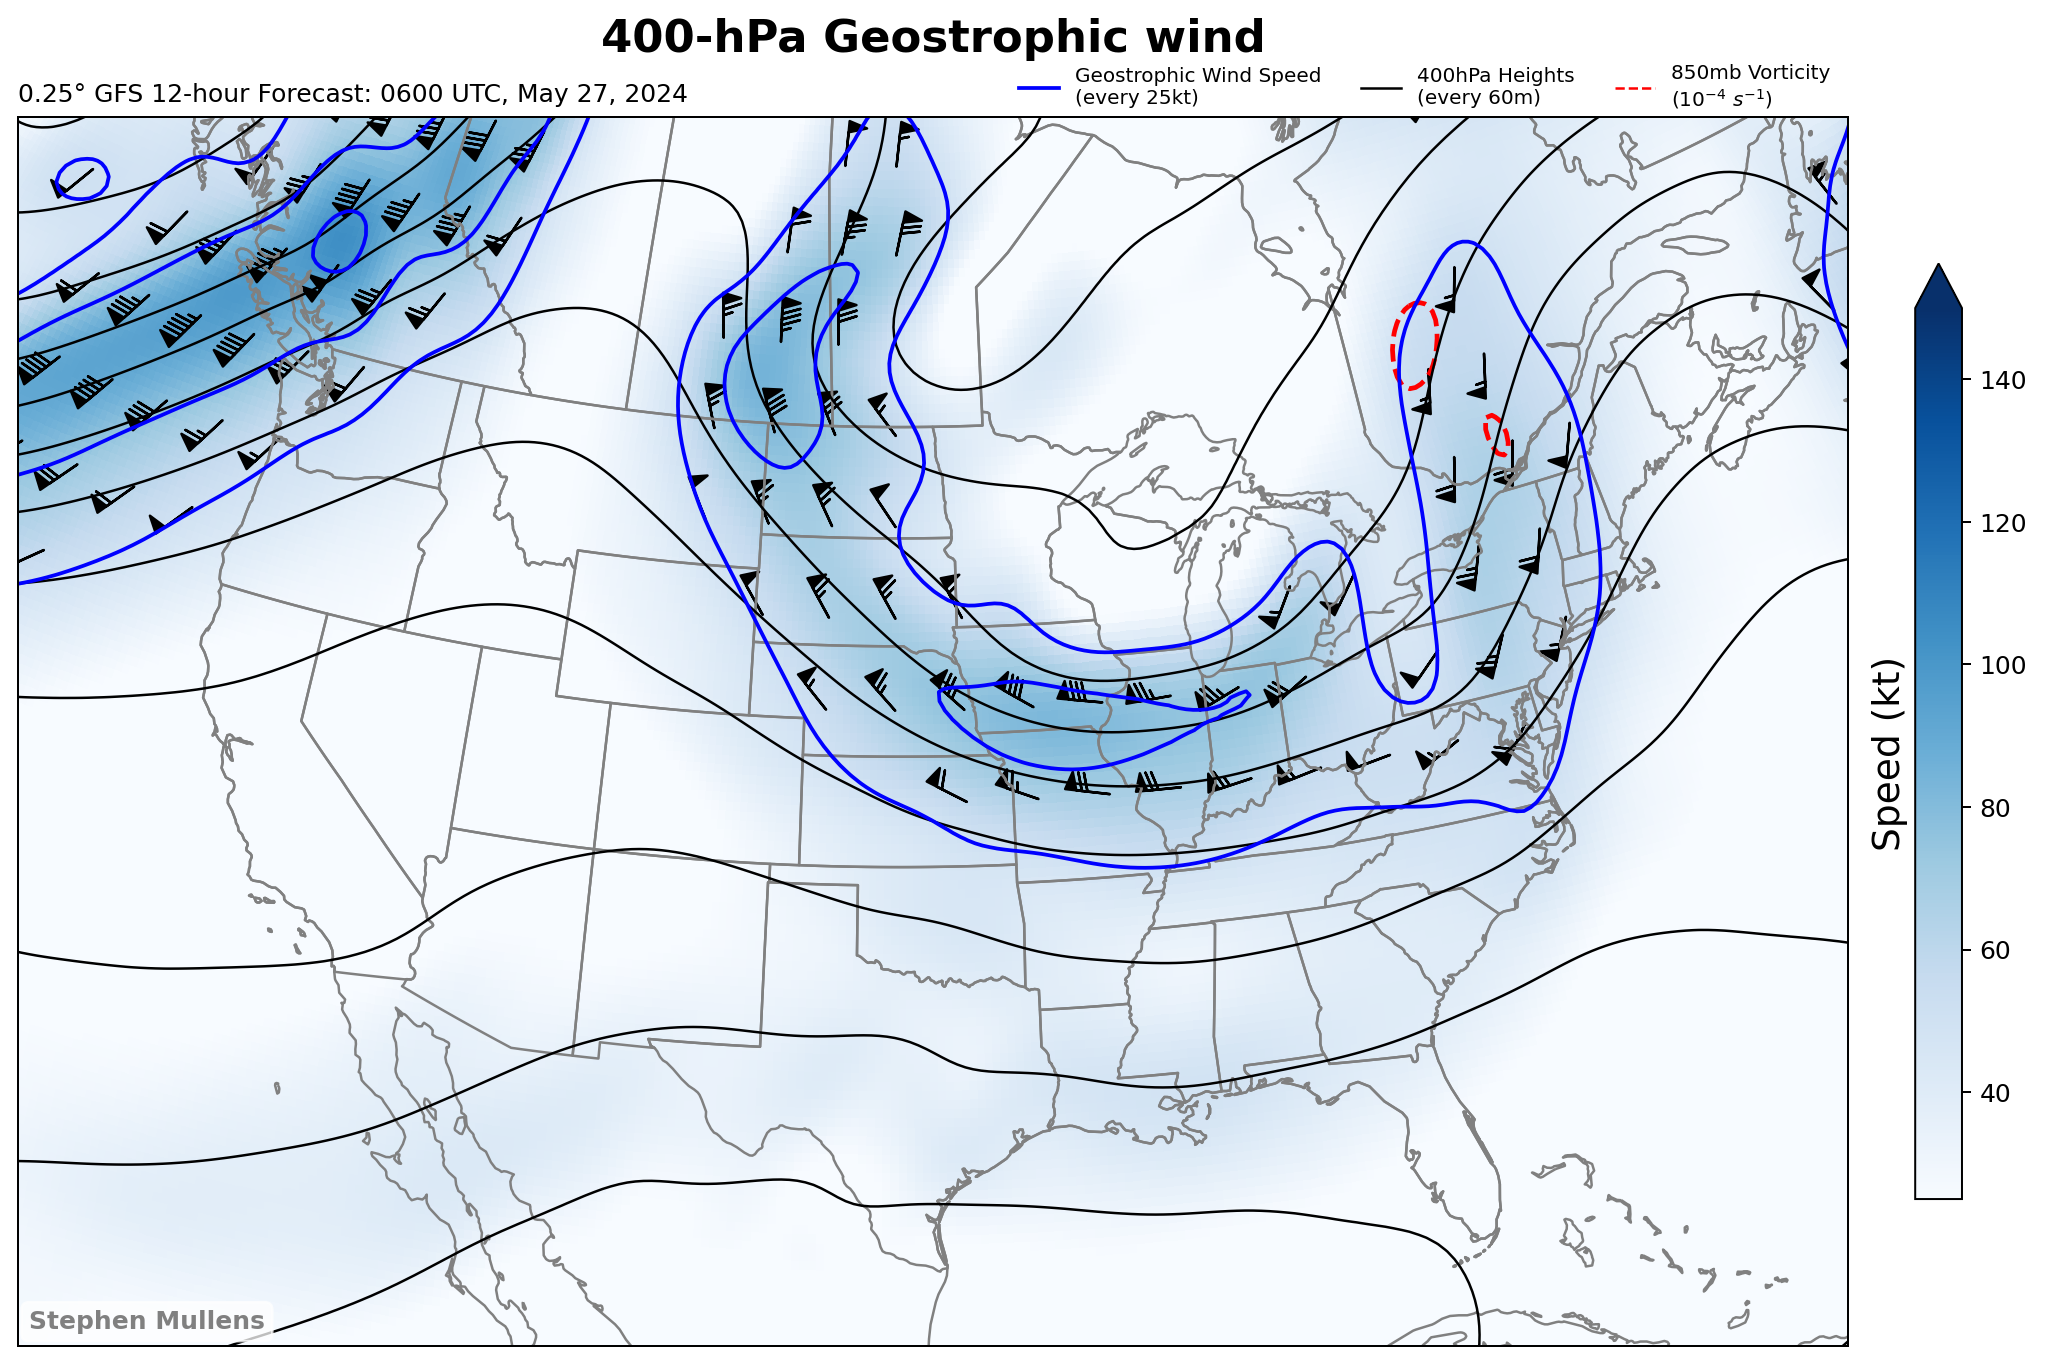 400-hPa Geostrophic wind
0.25° GFS 12-hour Forecast: 0600 UTC, May 27, 2024
Geostrophic Wind Speed
(every 25kt)
400hPa Heights
(every 60m)
850mb Vorticity
(10⁻⁴ s⁻¹)
140
120
100
80
60
40
Speed (kt)
Stephen Mullens